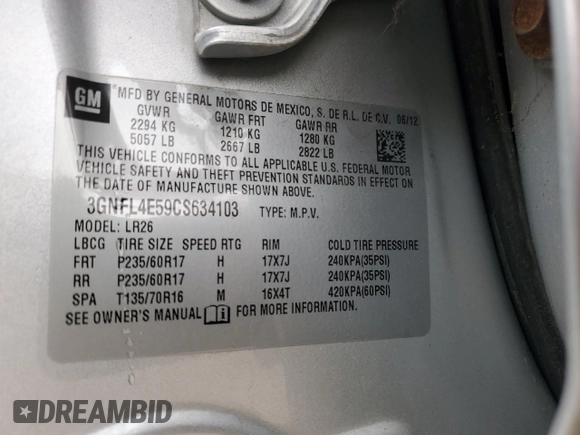 GM
*MFD BY GENERAL MOTORS DE MEXICO, S. DE R.L. DE C.V. 06/12
GVWR GAWR FRT GAWR RR
2294 KG 1210 KG 1280 KG
5057 LB 2667 LB 2822 LB
THIS VEHICLE CONFORMS TO ALL APPLICABLE U.S. FEDERAL MOTOR
VEHICLE SAFETY AND THEFT PREVENTION STANDARDS IN EFFECT ON
THE DATE OF MANUFACTURE SHOWN ABOVE.
3GNFL4E59CS634103 TYPE: M.P.V.
MODEL: LR26
LBCG TIRE SIZE SPEED RTG RIM COLD TIRE PRESSURE
FRT P235/60R17 H 17X7J 240KPA(35PSI)
RR P235/60R17 H 17X7J 240KPA(35PSI)
SPA T135/70R16 M 16X4T 420KPA(60PSI)
SEE OWNER'S MANUAL FOR MORE INFORMATION.
DREAMBID